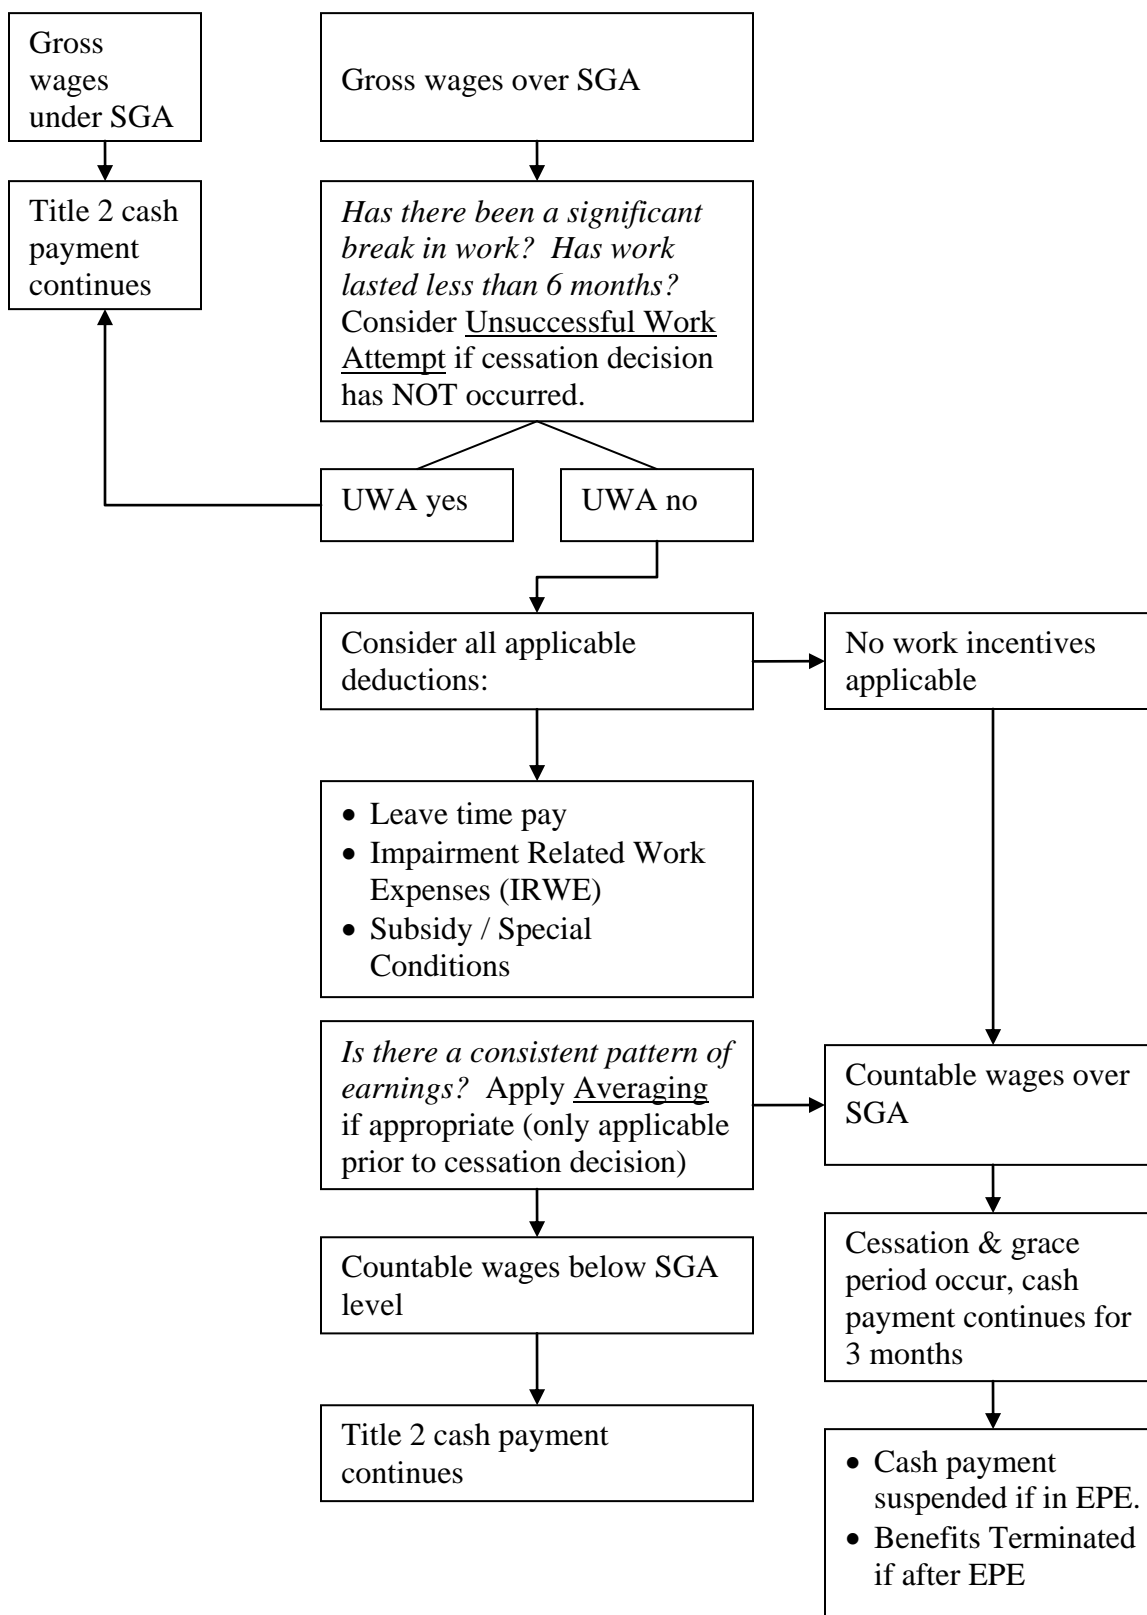 Gross
wages
under SGA
Gross wages over SGA
Title 2 cash
payment
continues
Has there been a significant
break in work?  Has work
lasted less than 6 months?
Consider Unsuccessful Work
Attempt if cessation decision
has NOT occurred.
UWA yes
UWA no
Consider all applicable
deductions:
No work incentives
applicable
• Leave time pay
• Impairment Related Work
Expenses (IRWE)
• Subsidy / Special
Conditions
Is there a consistent pattern of
earnings?  Apply Averaging
if appropriate (only applicable
prior to cessation decision)
Countable wages over
SGA
Countable wages below SGA
level
Cessation & grace
period occur, cash
payment continues for
3 months
Title 2 cash payment
continues
• Cash payment
suspended if in EPE.
• Benefits Terminated
if after EPE